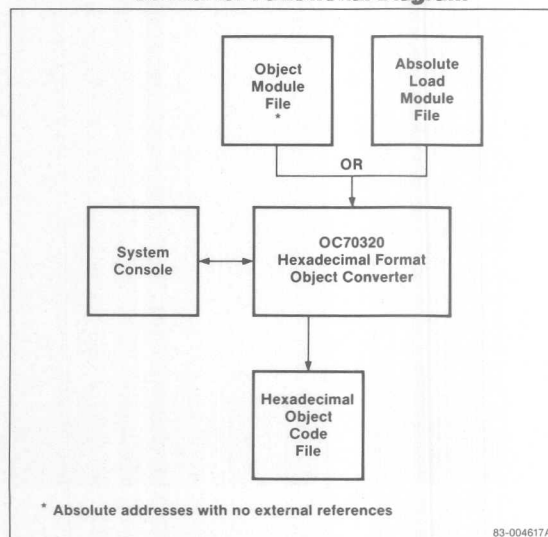 Object
Module
File
*
Absolute
Load
Module
File
OR
System
Console
OC70320
Hexadecimal Format
Object Converter
Hexadecimal
Object
Code
File
* Absolute addresses with no external references
83-004617A